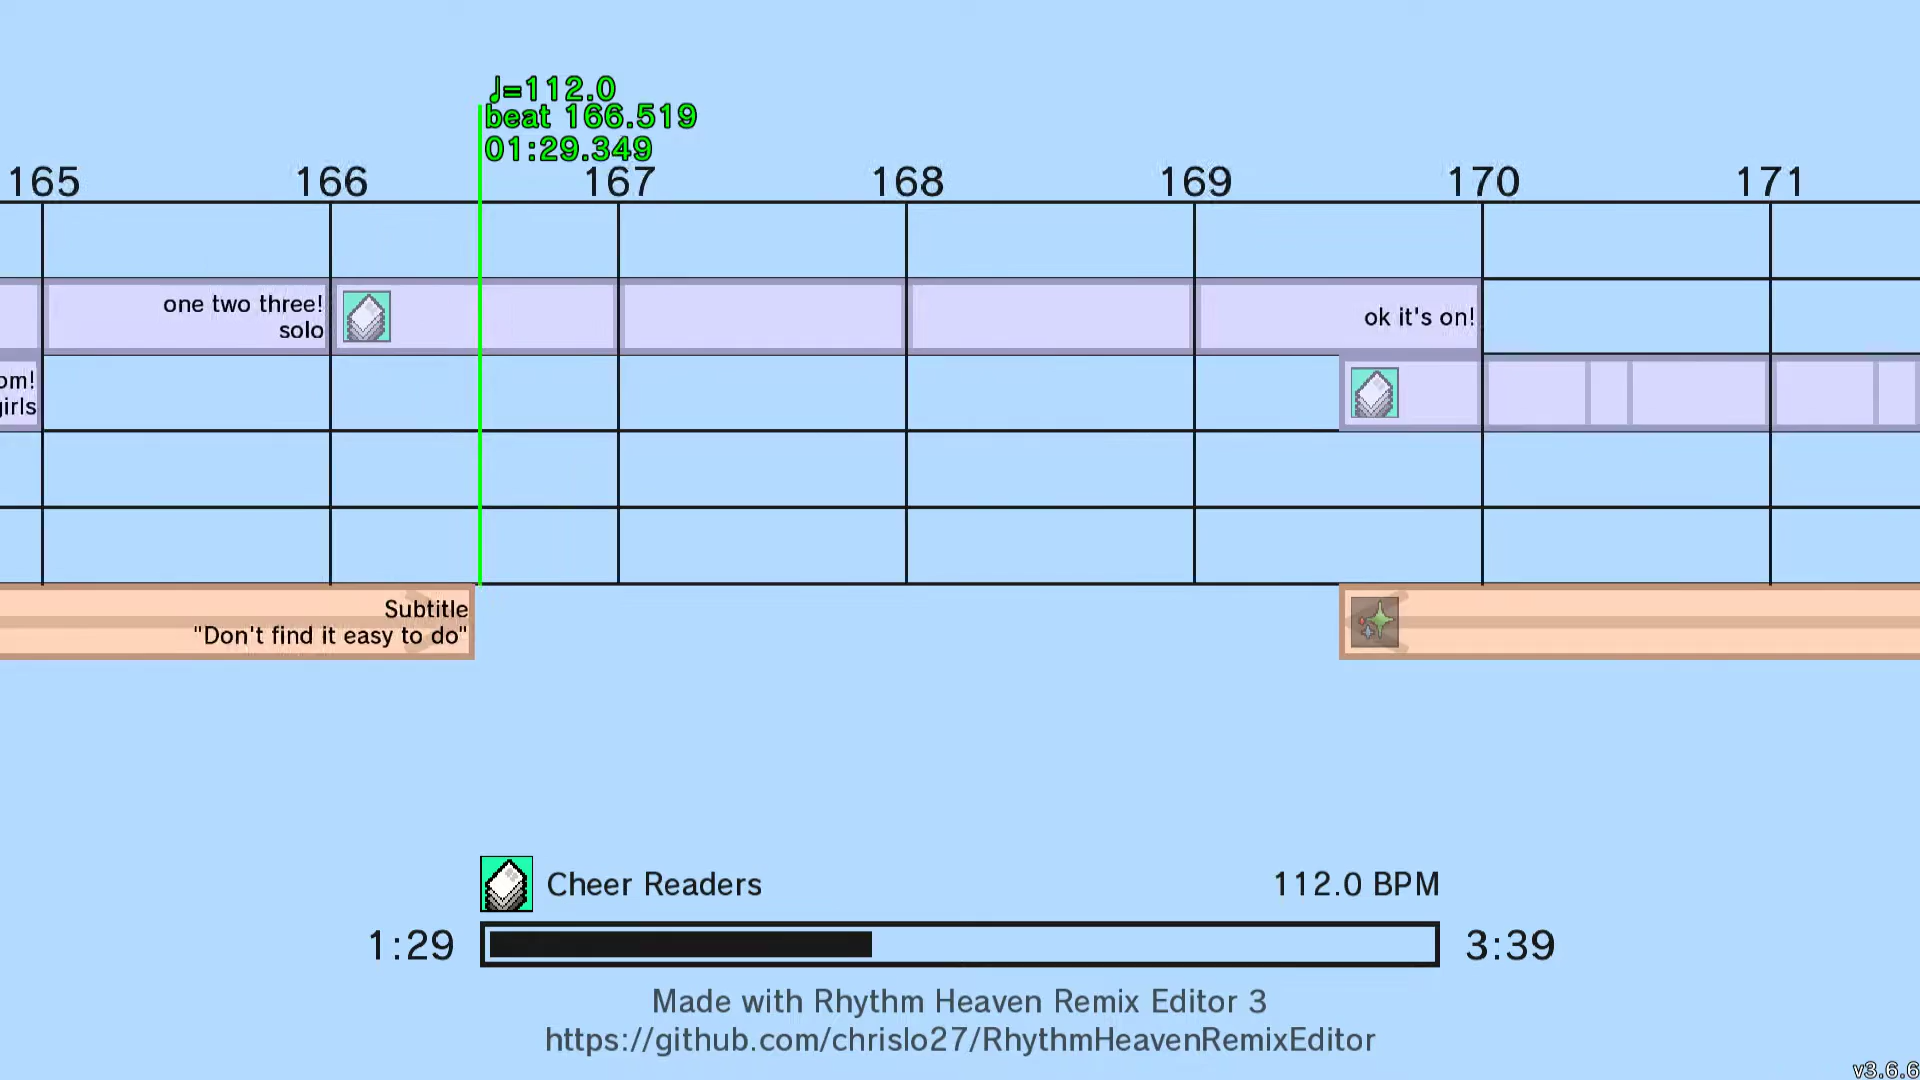 ♩=112.0
beat 166.519
01:29.349
165 166 167 168 169 170 171
one two three!
solo
ok it's on!
om!
girls
Subtitle
"Don't find it easy to do"
Cheer Readers
112.0 BPM
1:29
3:39
Made with Rhythm Heaven Remix Editor 3
https://github.com/chrislo27/RhythmHeavenRemixEditor
v3.6.6